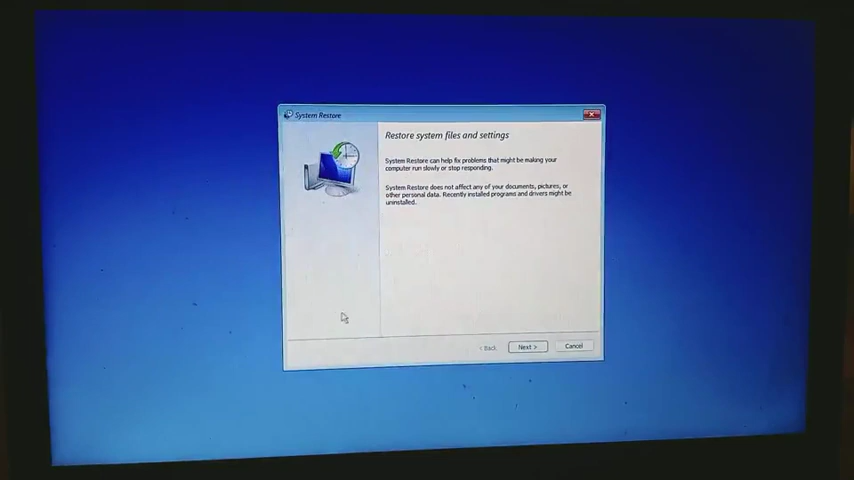 System Restore
Restore system files and settings
System Restore can help fix problems that might be making your
computer run slowly or stop responding.
System Restore does not affect any of your documents, pictures, or
other personal data. Recently installed programs and drivers might be
uninstalled.
< Back
Next >
Cancel